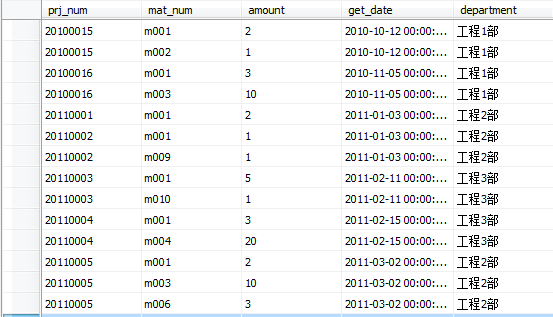 prj_num mat_num amount get_date department
20100015 m001 2 2010-10-12 00:00:... 工程1部
20100015 m002 1 2010-10-12 00:00:... 工程1部
20100016 m001 3 2010-11-05 00:00:... 工程1部
20100016 m003 10 2010-11-05 00:00:... 工程1部
20110001 m001 2 2011-01-03 00:00:... 工程2部
20110002 m001 1 2011-01-03 00:00:... 工程2部
20110002 m009 1 2011-01-03 00:00:... 工程2部
20110003 m001 5 2011-02-11 00:00:... 工程3部
20110003 m010 1 2011-02-11 00:00:... 工程3部
20110004 m001 3 2011-02-15 00:00:... 工程3部
20110004 m004 20 2011-02-15 00:00:... 工程3部
20110005 m001 2 2011-03-02 00:00:... 工程2部
20110005 m003 10 2011-03-02 00:00:... 工程2部
20110005 m006 3 2011-03-02 00:00:... 工程2部